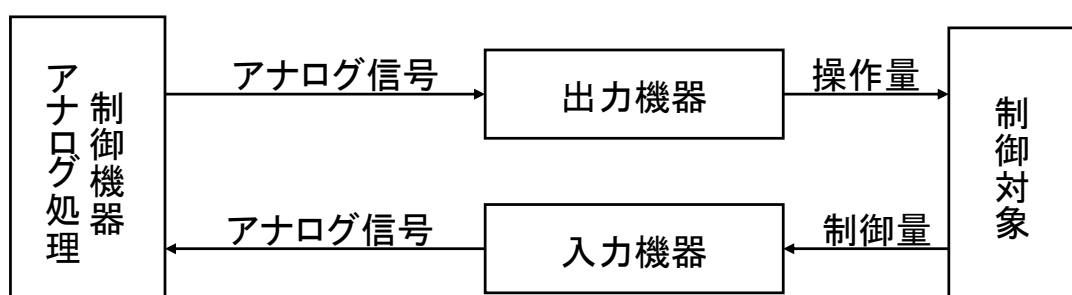 制御機器
アナログ処理
アナログ信号
出力機器
操作量
制御対象
アナログ信号
入力機器
制御量